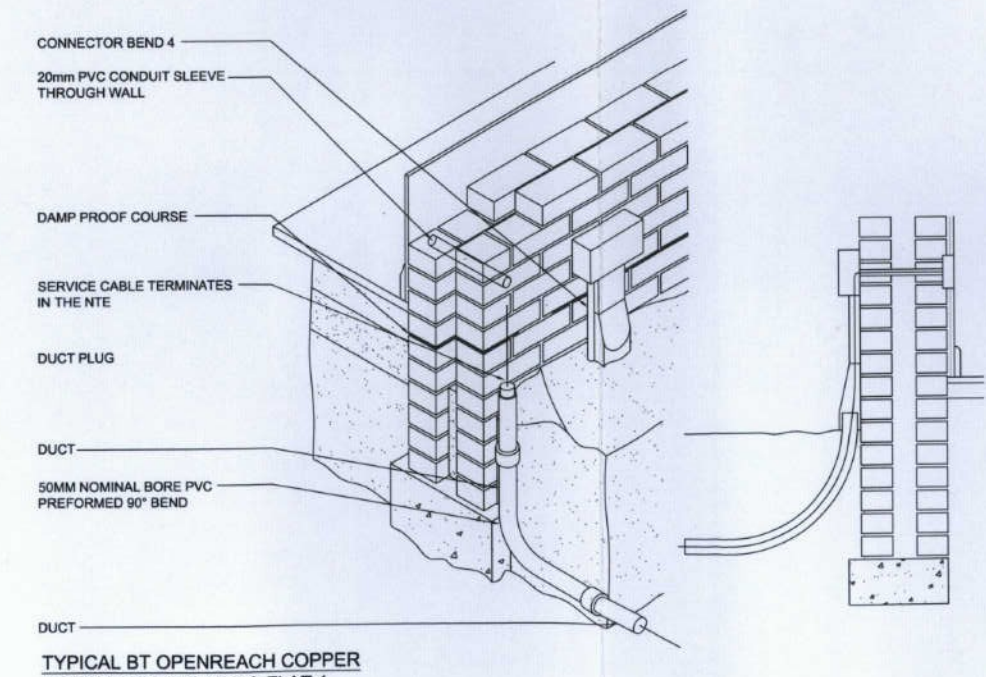 CONNECTOR BEND 4
20mm PVC CONDUIT SLEEVE
THROUGH WALL
DAMP PROOF COURSE
SERVICE CABLE TERMINATES
IN THE NTE
DUCT PLUG
DUCT
50MM NOMINAL BORE PVC
PREFORMED 90° BEND
DUCT
TYPICAL BT OPENREACH COPPER